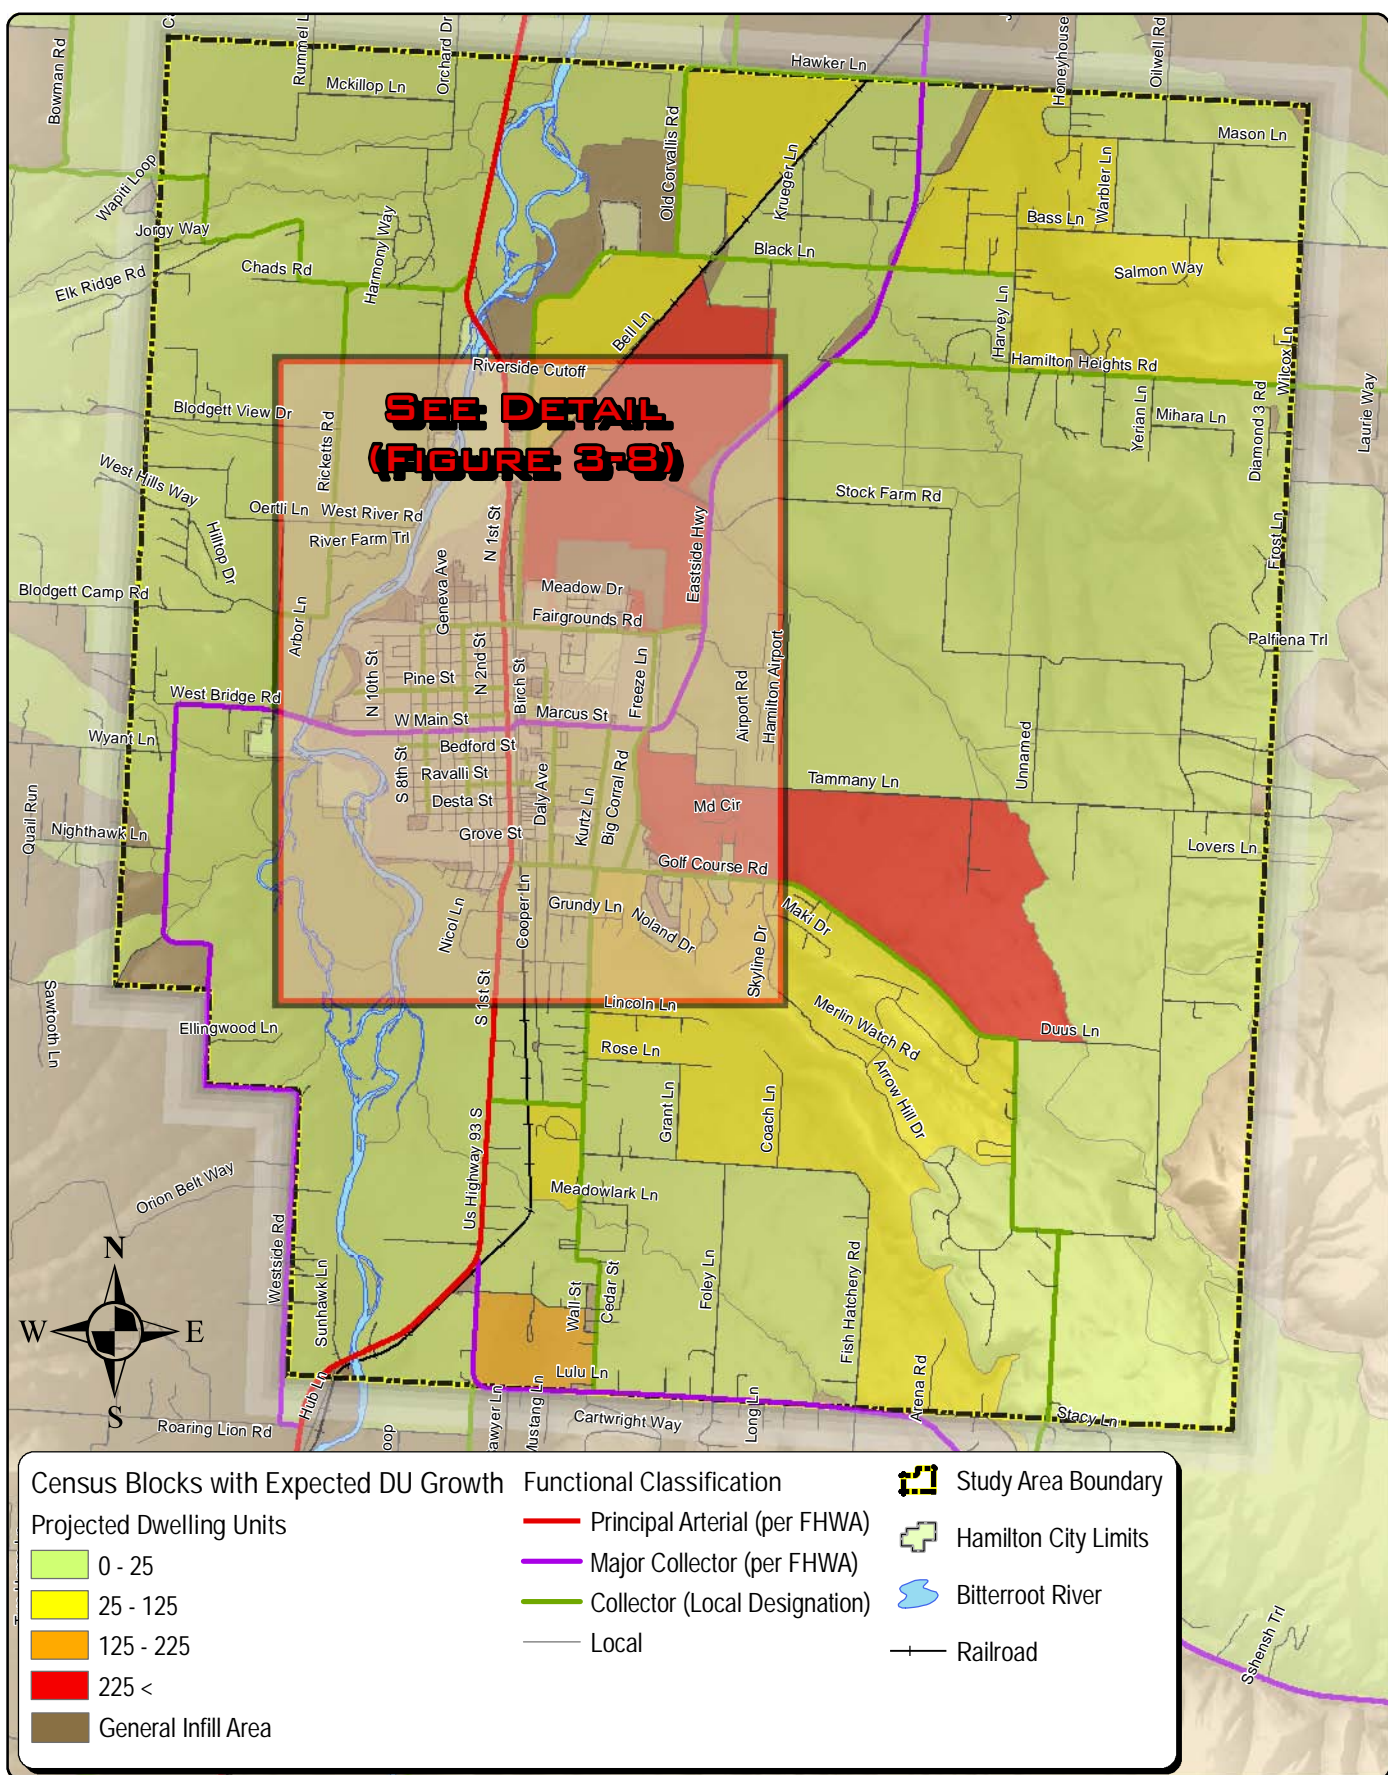 Bowman Rd
Rummel L
Orchard Dr
Mckillop Ln
Hawker Ln
Honeyhouse
Oilwell Rd
Mason Ln
Wapiti Loop
Jorgy Way
Elk Ridge Rd
Chads Rd
Harmony Way
Old Corvallis Rd
Krueger Ln
Black Ln
Bass Ln
Warbler Ln
Salmon Way
Bell Ln
Harvey Ln
Hamilton Heights Rd
Wilcox Ln
Riverside Cutoff
SEE DETAIL
(FIGURE 3-8)
Blodgett View Dr
Ricketts Rd
Yerian Ln
Mihara Ln
Diamond 3 Rd
Laurie Way
West Hills Way
Oertli Ln
West River Rd
River Farm Trl
Hilltop Dr
N 1st St
Stock Farm Rd
Eastside Hwy
Frost Ln
Blodgett Camp Rd
Arbor Ln
Geneva Ave
Meadow Dr
Fairgrounds Rd
Palfiena Trl
N 10th St
Pine St
N 2nd St
Birch St
Freeze Ln
Airport Rd
Hamilton Airport
West Bridge Rd
W Main St
Marcus St
Wyant Ln
Bedford St
S 8th St
Ravalli St
Desta St
Daly Ave
Kurtz Ln
Big Corral Rd
Md Cir
Tammany Ln
Unnamed
Quail Run
Nighthawk Ln
Grove St
Golf Course Rd
Lovers Ln
Nicol Ln
Cooper Ln
Grundy Ln
Noland Dr
Skyline Dr
Maki Dr
Sawtooth Ln
Ellingwood Ln
S 1st St
Lincoln Ln
Merlin Watch Rd
Duus Ln
Rose Ln
Grant Ln
Coach Ln
Arrow Hill Dr
Us Highway 93 S
Orion Belt Way
Meadowlark Ln
Westside Rd
Sunhawk Ln
Wall St
Cedar St
Foley Ln
Fish Hatchery Rd
N
W
E
S
Lulu Ln
Arena Rd
Hub Ln
Roaring Lion Rd
oop
awyer Ln
Mustang Ln
Cartwright Way
Long Ln
Stacy Ln
Sshensh Trl
Census Blocks with Expected DU Growth
Projected Dwelling Units
0 - 25
25 - 125
125 - 225
225 <
General Infill Area
Functional Classification
Principal Arterial (per FHWA)
Major Collector (per FHWA)
Collector (Local Designation)
Local
Study Area Boundary
Hamilton City Limits
Bitterroot River
Railroad